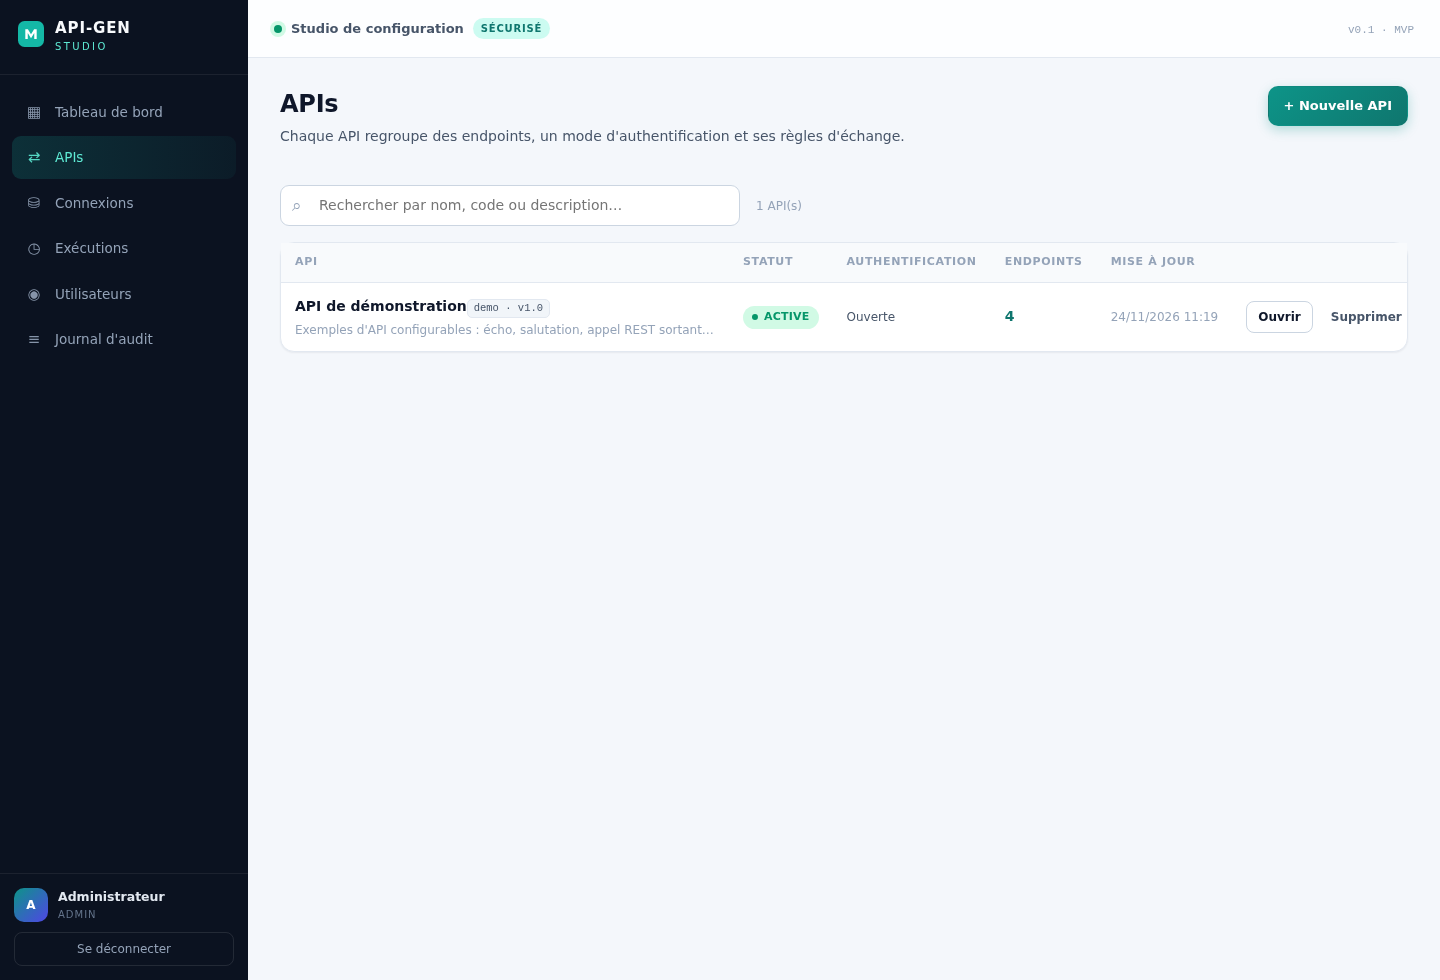 M
API-GEN
STUDIO
Tableau de bord
APIs
Connexions
Exécutions
Utilisateurs
Journal d'audit
A
Administrateur
ADMIN
Se déconnecter
Studio de configuration SÉCURISÉ
v0.1 · MVP
APIs
+ Nouvelle API
Chaque API regroupe des endpoints, un mode d'authentification et ses règles d'échange.
Rechercher par nom, code ou description…
1 API(s)
API STATUT AUTHENTIFICATION ENDPOINTS MISE À JOUR
API de démonstration demo · v1.0
Exemples d'API configurables : écho, salutation, appel REST sortant…
ACTIVE Ouverte 4 24/11/2026 11:19 Ouvrir Supprimer